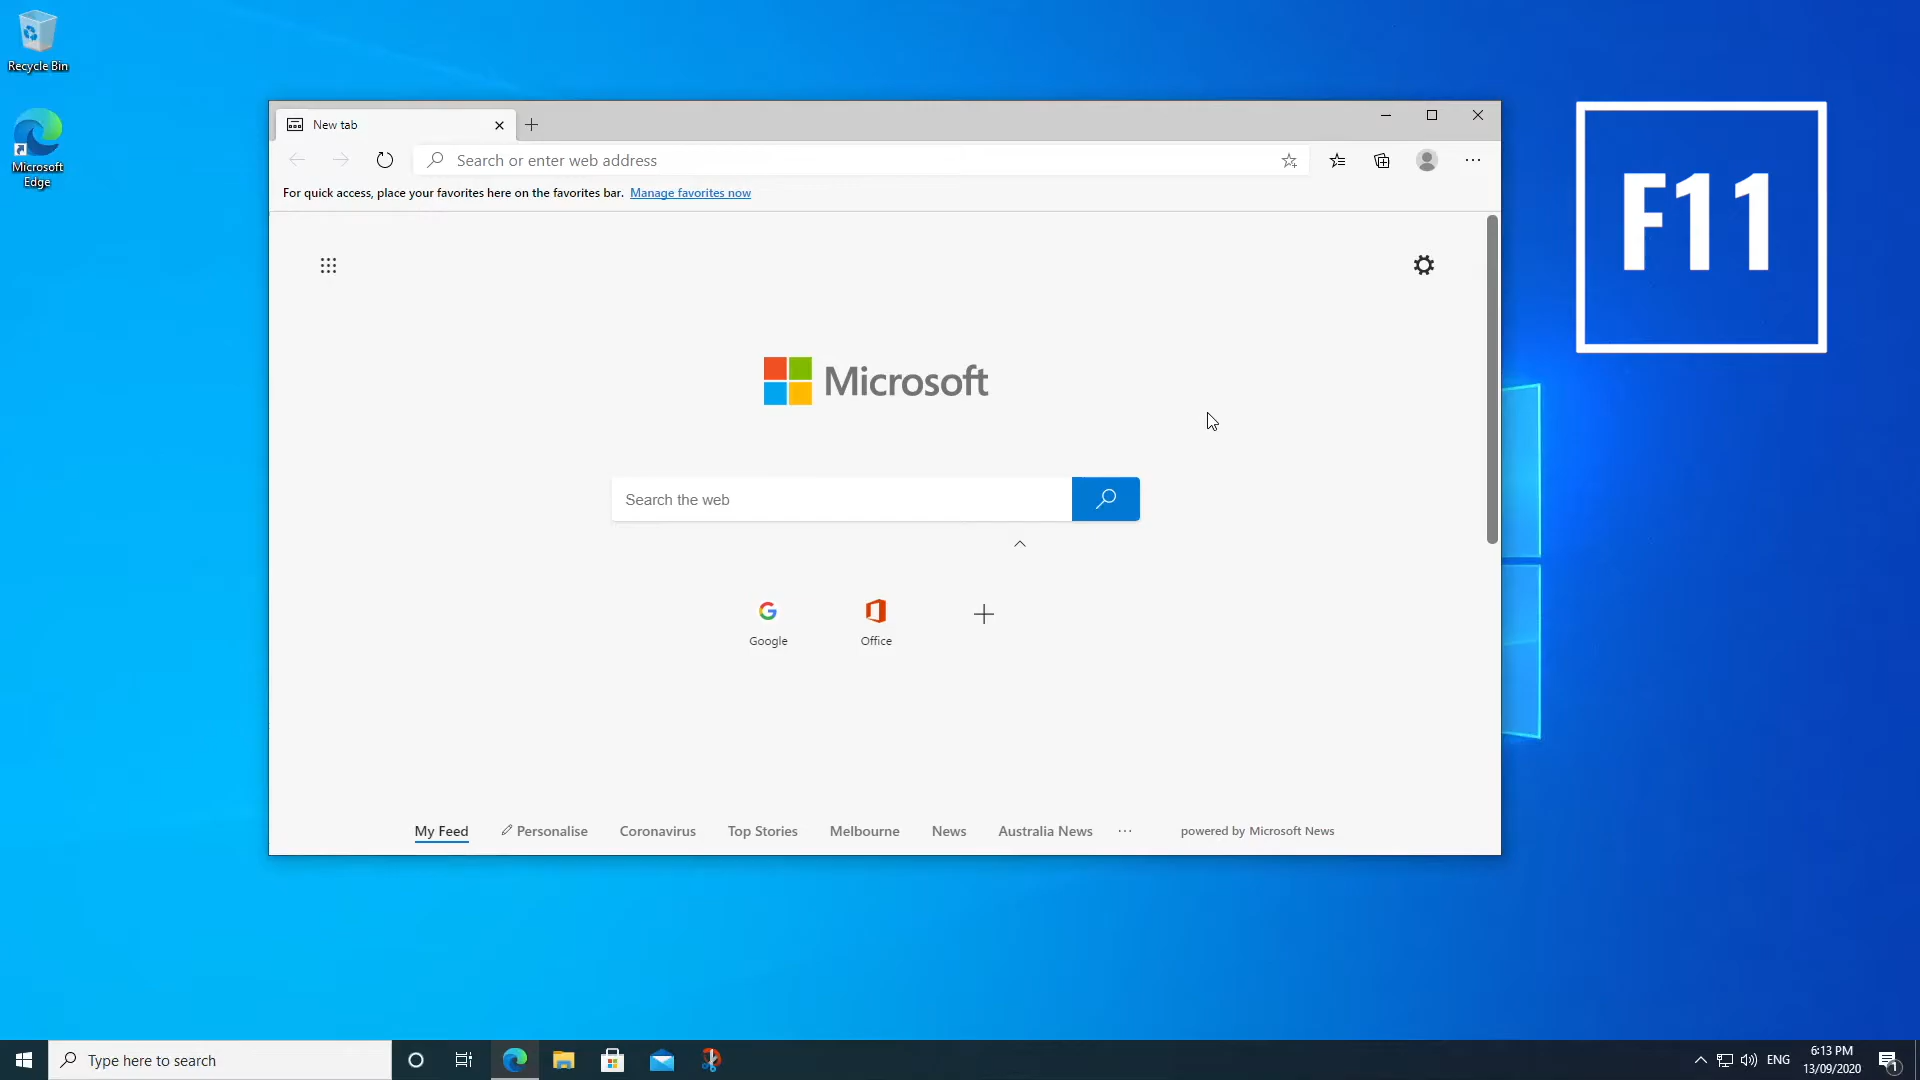 Recycle Bin
Microsoft
Edge
New tab
Search or enter web address
For quick access, place your favorites here on the favorites bar. Manage favorites now
F11
Microsoft
Search the web
Google
Office
My Feed Personalise Coronavirus Top Stories Melbourne News Australia News ... powered by Microsoft News
Type here to search
ENG
6:13 PM
13/09/2020
1